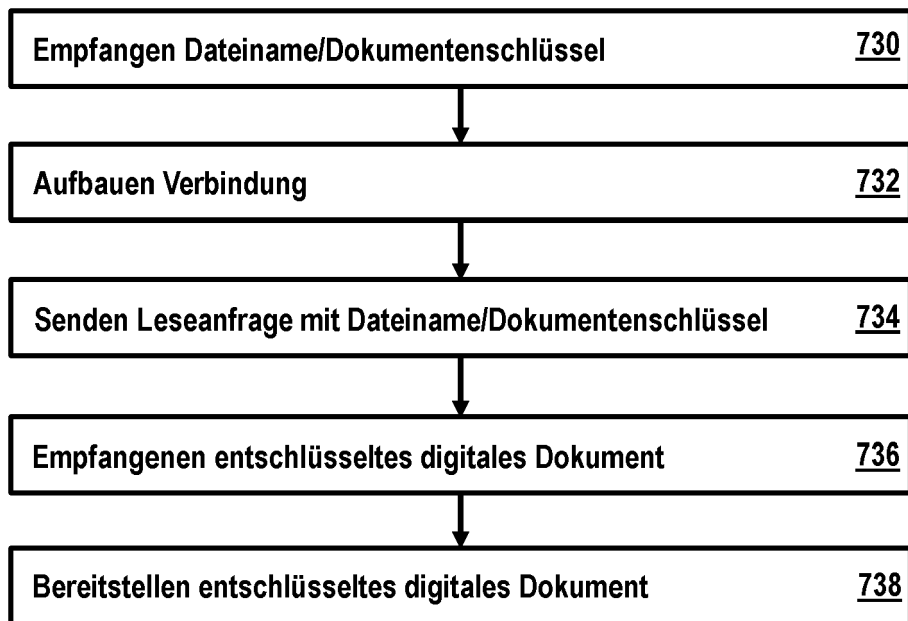 Empfangen Dateiname/Dokumentenschlüssel 730
Aufbauen Verbindung 732
Senden Leseanfrage mit Dateiname/Dokumentenschlüssel 734
Empfangenen entschlüsseltes digitales Dokument 736
Bereitstellen entschlüsseltes digitales Dokument 738